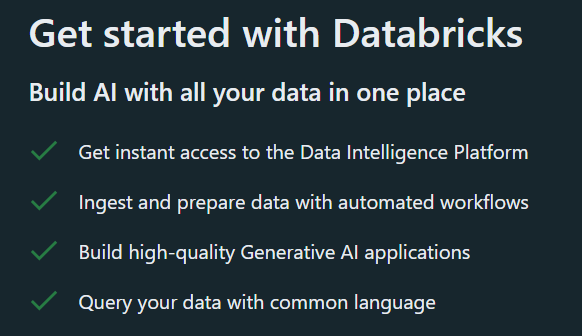 Get started with Databricks
Build AI with all your data in one place
Get instant access to the Data Intelligence Platform
Ingest and prepare data with automated workflows
Build high-quality Generative AI applications
Query your data with common language